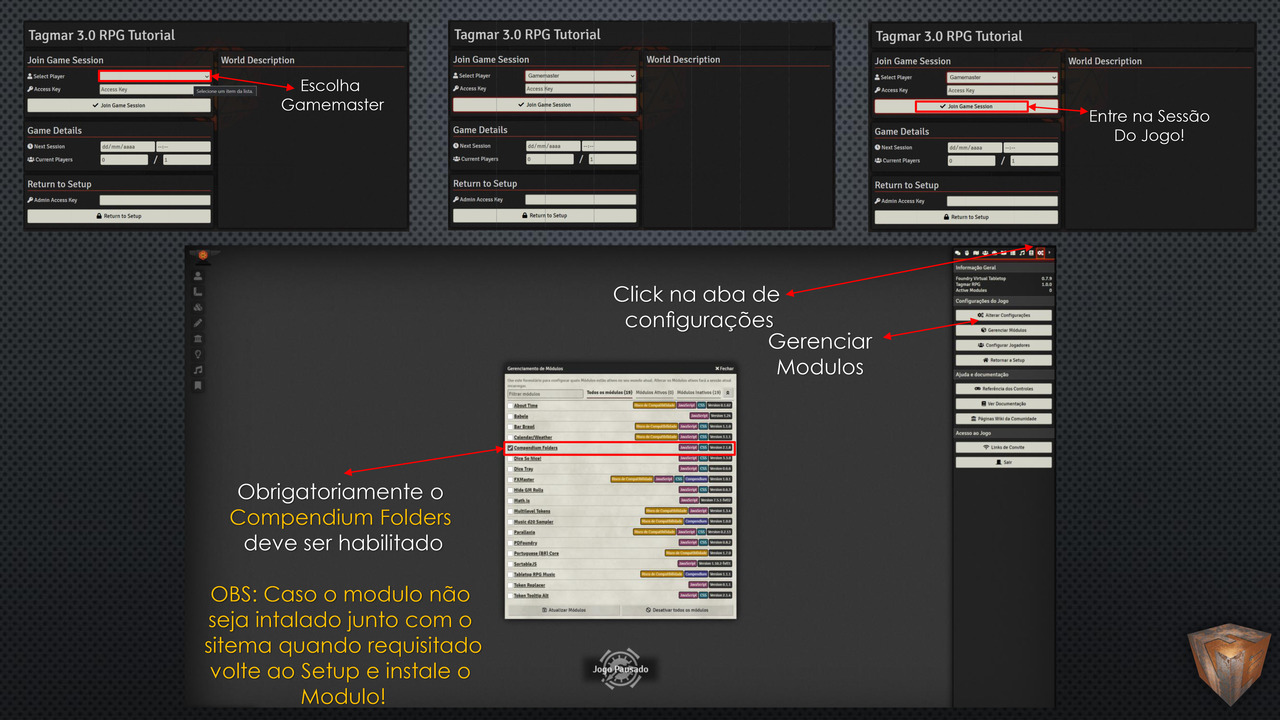 Tagmar 3.0 RPG Tutorial
Join Game Session
World Description
Select Player
Access Key
Access Key
Selecione um item da lista.
Join Game Session
Game Details
Next Session
dd/mm/aaaa
--:--
Current Players
0
/
1
Return to Setup
Admin Access Key
Return to Setup
Escolha
Gamemaster
Tagmar 3.0 RPG Tutorial
Join Game Session
World Description
Select Player
Gamemaster
Access Key
Access Key
Join Game Session
Game Details
Next Session
dd/mm/aaaa
--:--
Current Players
0
/
1
Return to Setup
Admin Access Key
Return to Setup
Tagmar 3.0 RPG Tutorial
Join Game Session
World Description
Select Player
Gamemaster
Access Key
Access Key
Join Game Session
Game Details
Next Session
dd/mm/aaaa
--:--
Current Players
0
/
1
Return to Setup
Admin Access Key
Return to Setup
Entre na Sessão
Do Jogo!
Click na aba de
configurações
Gerenciar
Modulos
Informação Geral
Foundry Virtual Tabletop 0.7.9
Tagmar RPG 1.0.0
Active Modules 0
Configurações do Jogo
Alterar Configurações
Gerenciar Módulos
Configurar Jogadores
Retornar a Setup
Ajuda e documentação
Referência dos Controles
Ver Documentação
Páginas Wiki da Comunidade
Acesso ao Jogo
Links de Convite
Sair
Gerenciamento de Módulos
Fechar
Filtrar módulos
Todos os módulos (19)
Módulos Ativos (0)
Módulos Inativos (19)
About Time
Babele
Bar Brawl
Calendar/Weather
Compendium Folders
Dice So Nice!
Dice Tray
FXMaster
Hide GM Rolls
Math.js
Multilevel Tokens
Music d20 Sampler
Parallaxia
PDFoundry
Portuguese (BR) Core
SortableJS
Tabletop RPG Music
Token Replacer
Token Tooltip Alt
Atualizar Módulos
Desativar todos os módulos
Obrigatoriamente o
Compendium Folders
deve ser habilitado
OBS: Caso o modulo não
seja intalado junto com o
sitema quando requisitado
volte ao Setup e instale o
Modulo!
Jogo Pausado